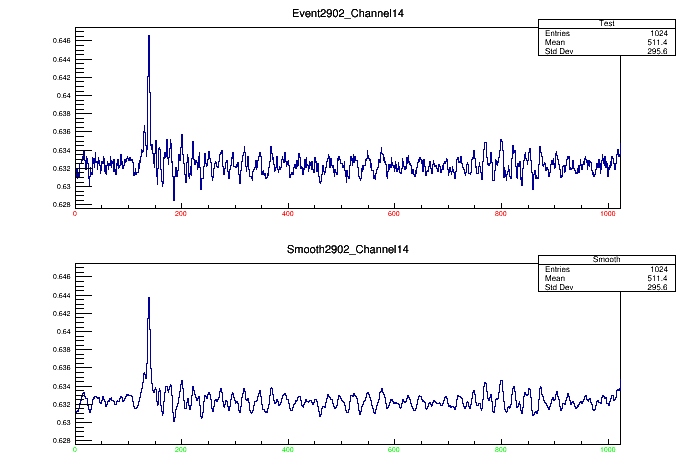 Event2902_Channel14
Test
Entries 1024
Mean 511.4
Std Dev 295.6
0.646
0.644
0.642
0.64
0.638
0.636
0.634
0.632
0.63
0.628
0 200 400 600 800 1000
Smooth2902_Channel14
Smooth
Entries 1024
Mean 511.4
Std Dev 295.6
0.646
0.644
0.642
0.64
0.638
0.636
0.634
0.632
0.63
0.628
0 200 400 600 800 1000